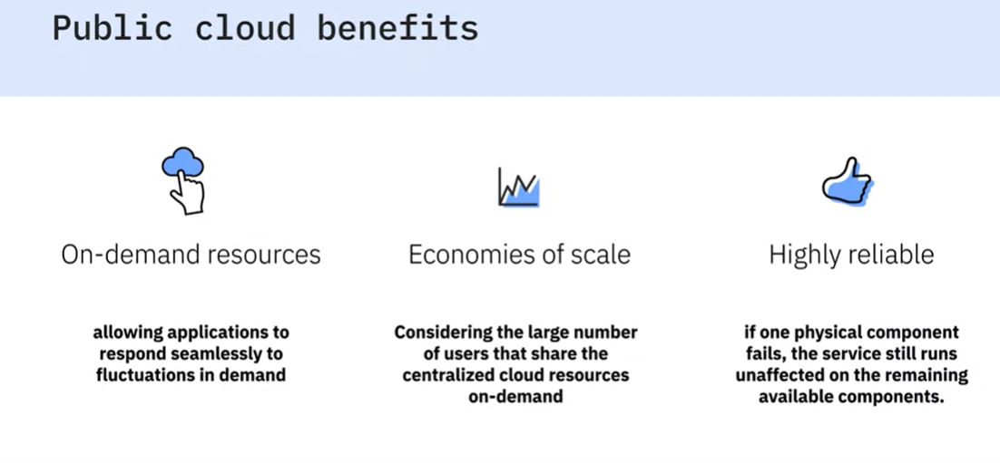 Public cloud benefits
On-demand resources
allowing applications to
respond seamlessly to
fluctuations in demand
Economies of scale
Considering the large number
of users that share the
centralized cloud resources
on-demand
Highly reliable
if one physical component
fails, the service still runs
unaffected on the remaining
available components.